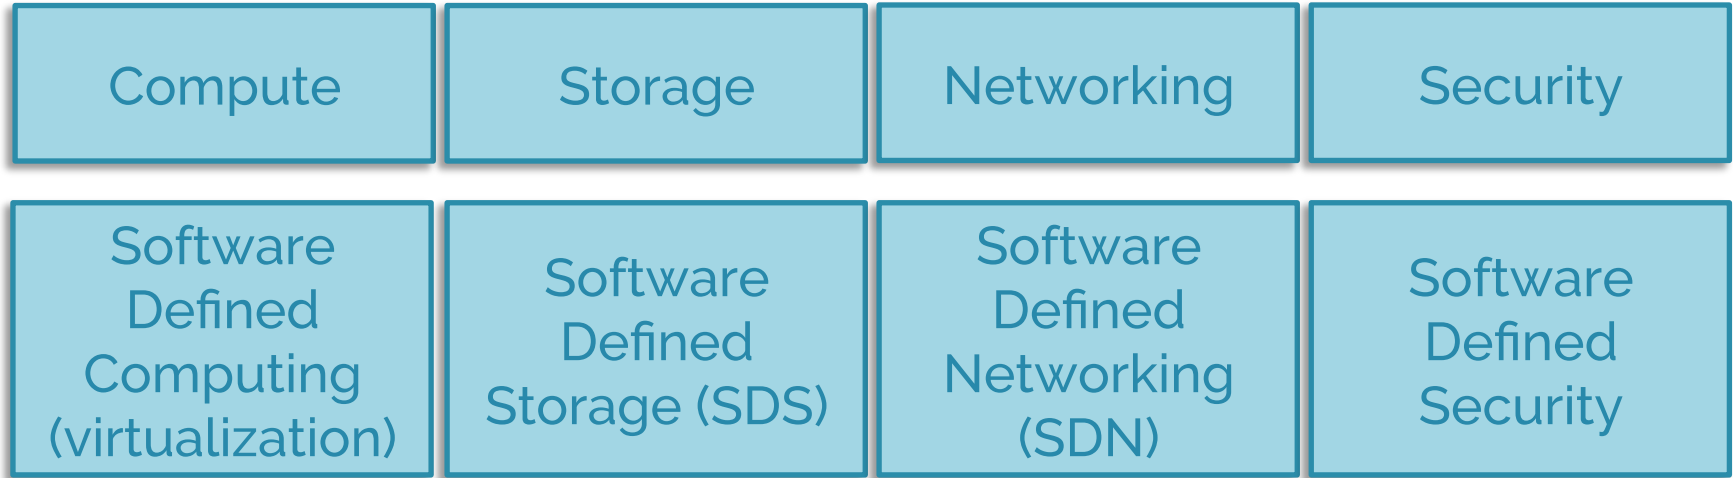 Compute
Storage
Networking
Security
Software
Defined
Computing
(virtualization)
Software
Defined
Storage (SDS)
Software
Defined
Networking
(SDN)
Software
Defined
Security